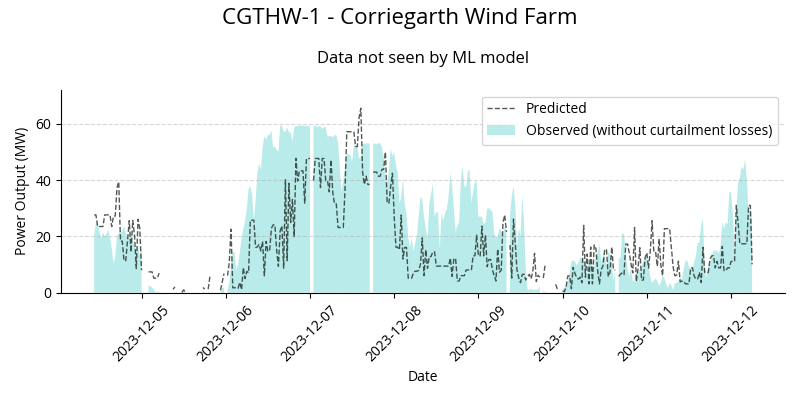 CGTHW-1 - Corriegarth Wind Farm
Data not seen by ML model
Predicted
Observed (without curtailment losses)
Power Output (MW)
60
40
20
0
2023-12-05
2023-12-06
2023-12-07
2023-12-08
2023-12-09
2023-12-10
2023-12-11
2023-12-12
Date